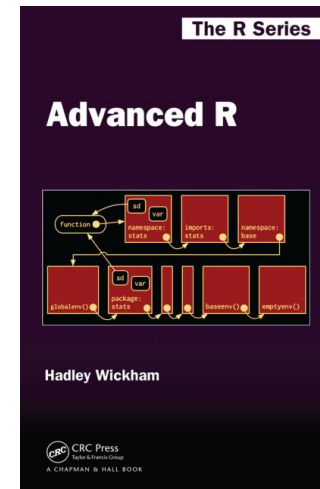 The R Series
Advanced R
function
sd
var
namespace:
stats
imports:
stats
namespace:
base
globalenv()
sd
var
package:
stats
baseenv()
emptyenv()
Hadley Wickham
CRC
CRC Press
Taylor & Francis Group
A CHAPMAN & HALL BOOK